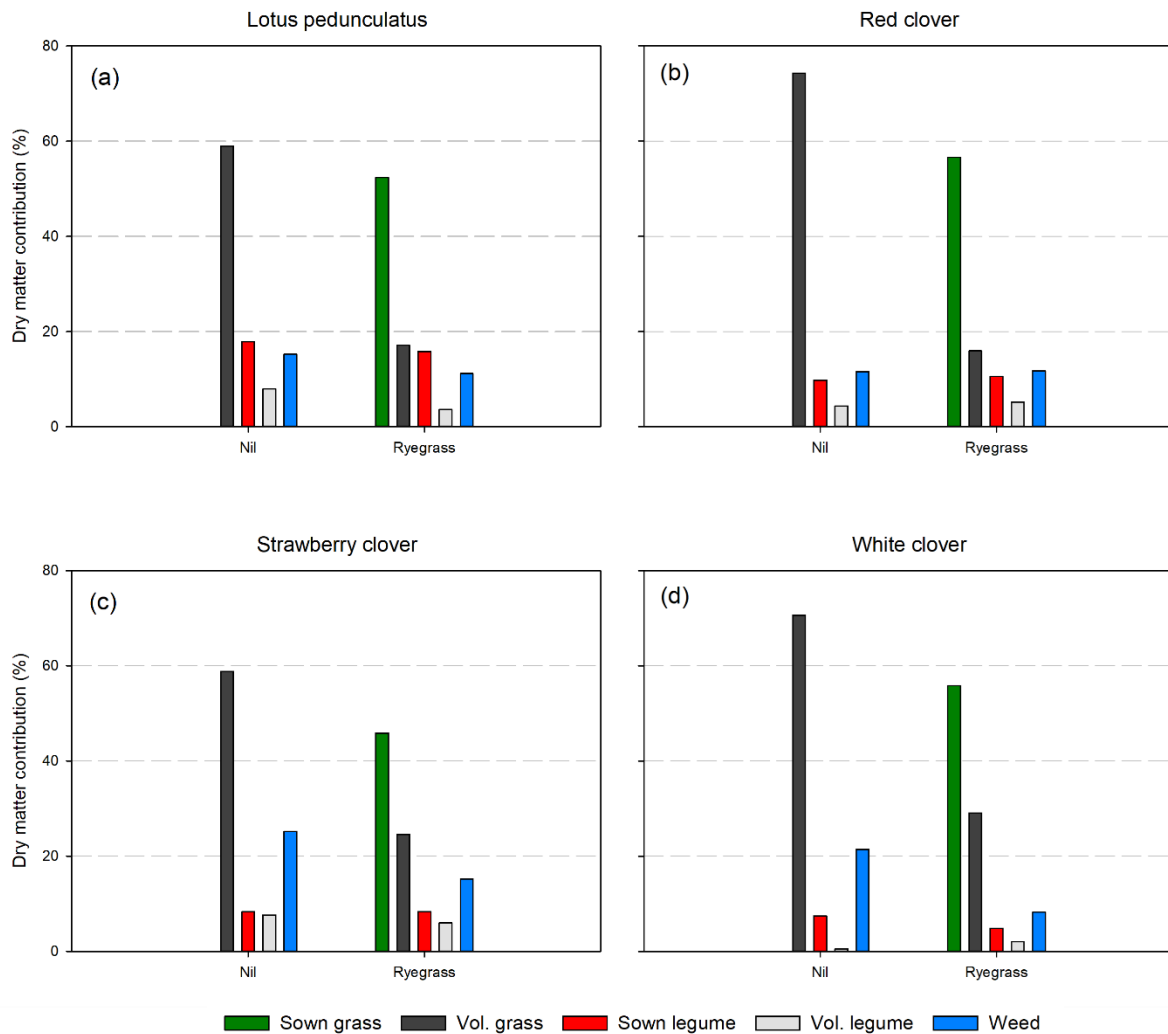 Lotus pedunculatus
Red clover
(a)
(b)
Dry matter contribution (%)
80
60
40
20
0
Nil
Ryegrass
Nil
Ryegrass
Strawberry clover
White clover
(c)
(d)
Dry matter contribution (%)
80
60
40
20
0
Nil
Ryegrass
Nil
Ryegrass
Sown grass
Vol. grass
Sown legume
Vol. legume
Weed